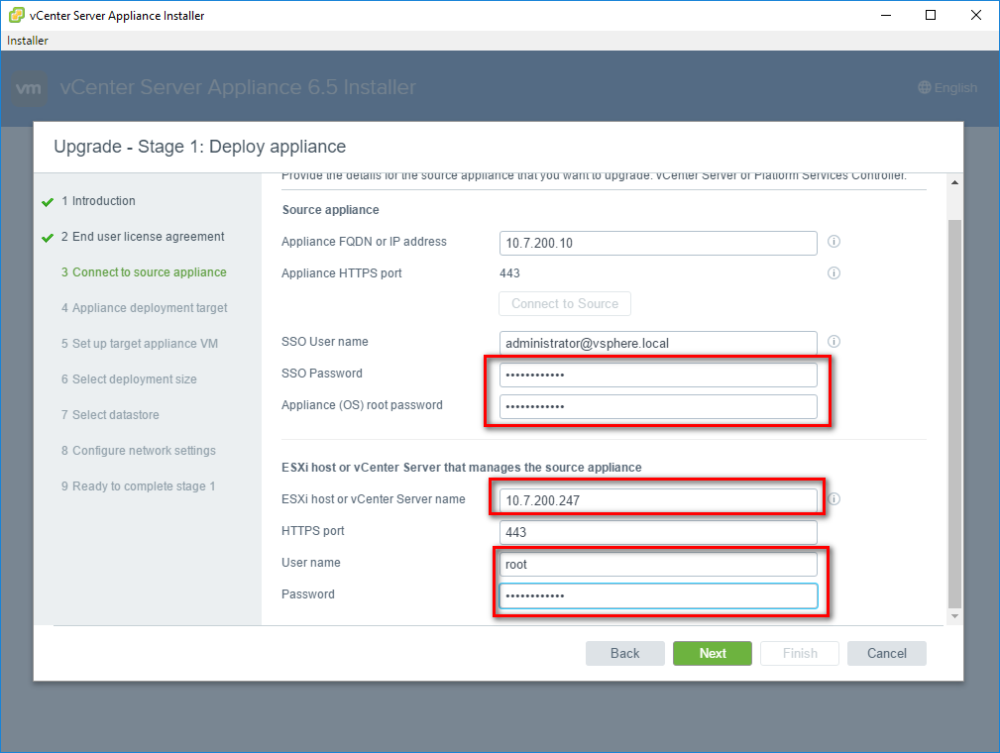 vCenter Server Appliance Installer
Installer
vm vCenter Server Appliance 6.5 Installer English
Upgrade - Stage 1: Deploy appliance
1 Introduction
2 End user license agreement
3 Connect to source appliance
4 Appliance deployment target
5 Set up target appliance VM
6 Select deployment size
7 Select datastore
8 Configure network settings
9 Ready to complete stage 1
Provide the details for the source appliance that you want to upgrade: vCenter Server or Platform Services Controller.
Source appliance
Appliance FQDN or IP address 10.7.200.10
Appliance HTTPS port 443
Connect to Source
SSO User name administrator@vsphere.local
SSO Password ••••••••••••
Appliance (OS) root password ••••••••••••
ESXi host or vCenter Server that manages the source appliance
ESXi host or vCenter Server name 10.7.200.247
HTTPS port 443
User name root
Password ••••••••••••
Back Next Finish Cancel